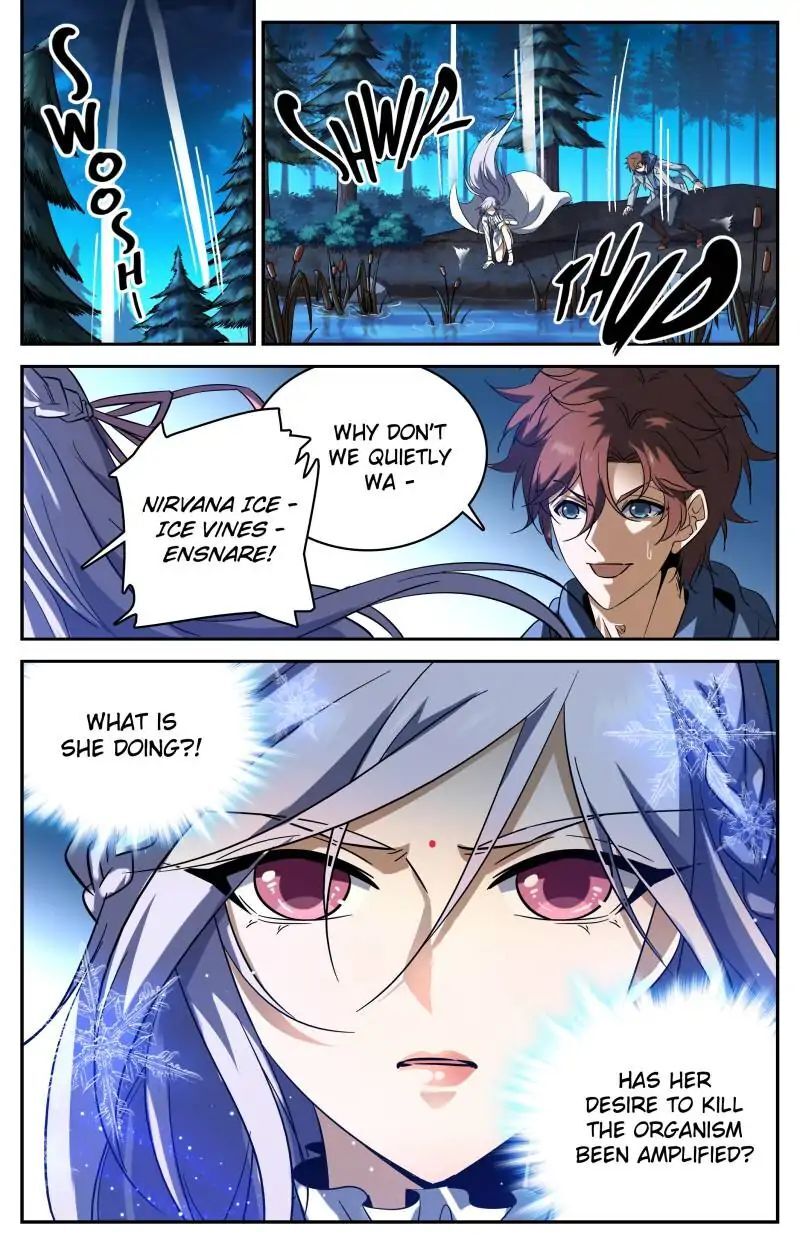 SWOOSH-
SHWIP-
THUD
WHY DON'T
WE QUIETLY
WA -
NIRVANA ICE -
ICE VINES -
ENSNARE!
WHAT IS
SHE DOING?!
HAS HER
DESIRE TO KILL
THE ORGANISM
BEEN AMPLIFIED?